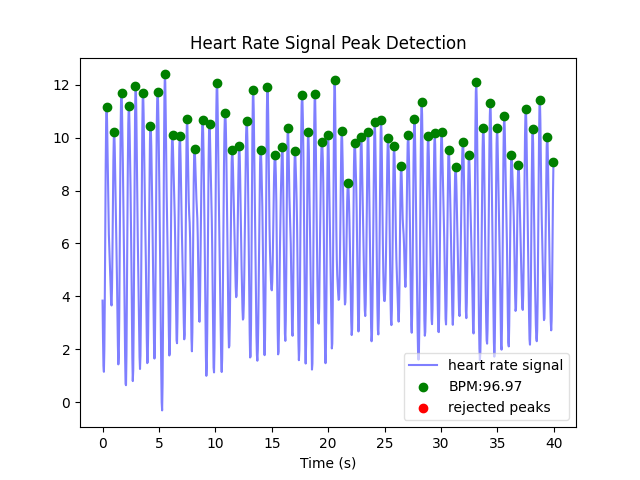 Heart Rate Signal Peak Detection
12
10
8
6
4
2
0
heart rate signal
BPM:96.97
rejected peaks
0 5 10 15 20 25 30 35 40
Time (s)